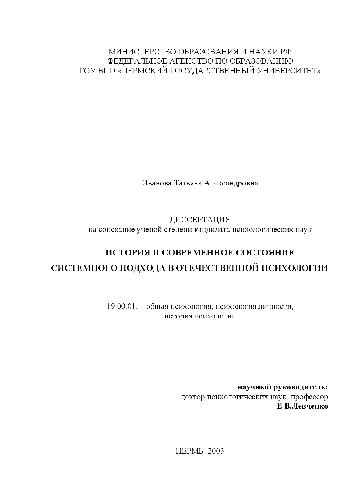 МИНИСТЕРСТВО ОБРАЗОВАНИЯ И НАУКИ РФ
ФЕДЕРАЛЬНОЕ АГЕНСТВО ПО ОБРАЗОВАНИЮ
ГОУ ВПО «ПЕРМСКИЙ ГОСУДАРСТВЕННЫЙ УНИВЕРСИТЕТ»
Иванова Татьяна Александровна
ДИССЕРТАЦИЯ
на соискание ученой степени кандидата психологических наук
ИСТОРИЯ И СОВРЕМЕННОЕ СОСТОЯНИЕ
СИСТЕМНОГО ПОДХОДА В ОТЕЧЕСТВЕННОЙ ПСИХОЛОГИИ
19.00.01. – общая психология, психология личности,
история психологии
научный руководитель:
доктор психологических наук, профессор
Е.В.Левченко
ПЕРМЬ 2005